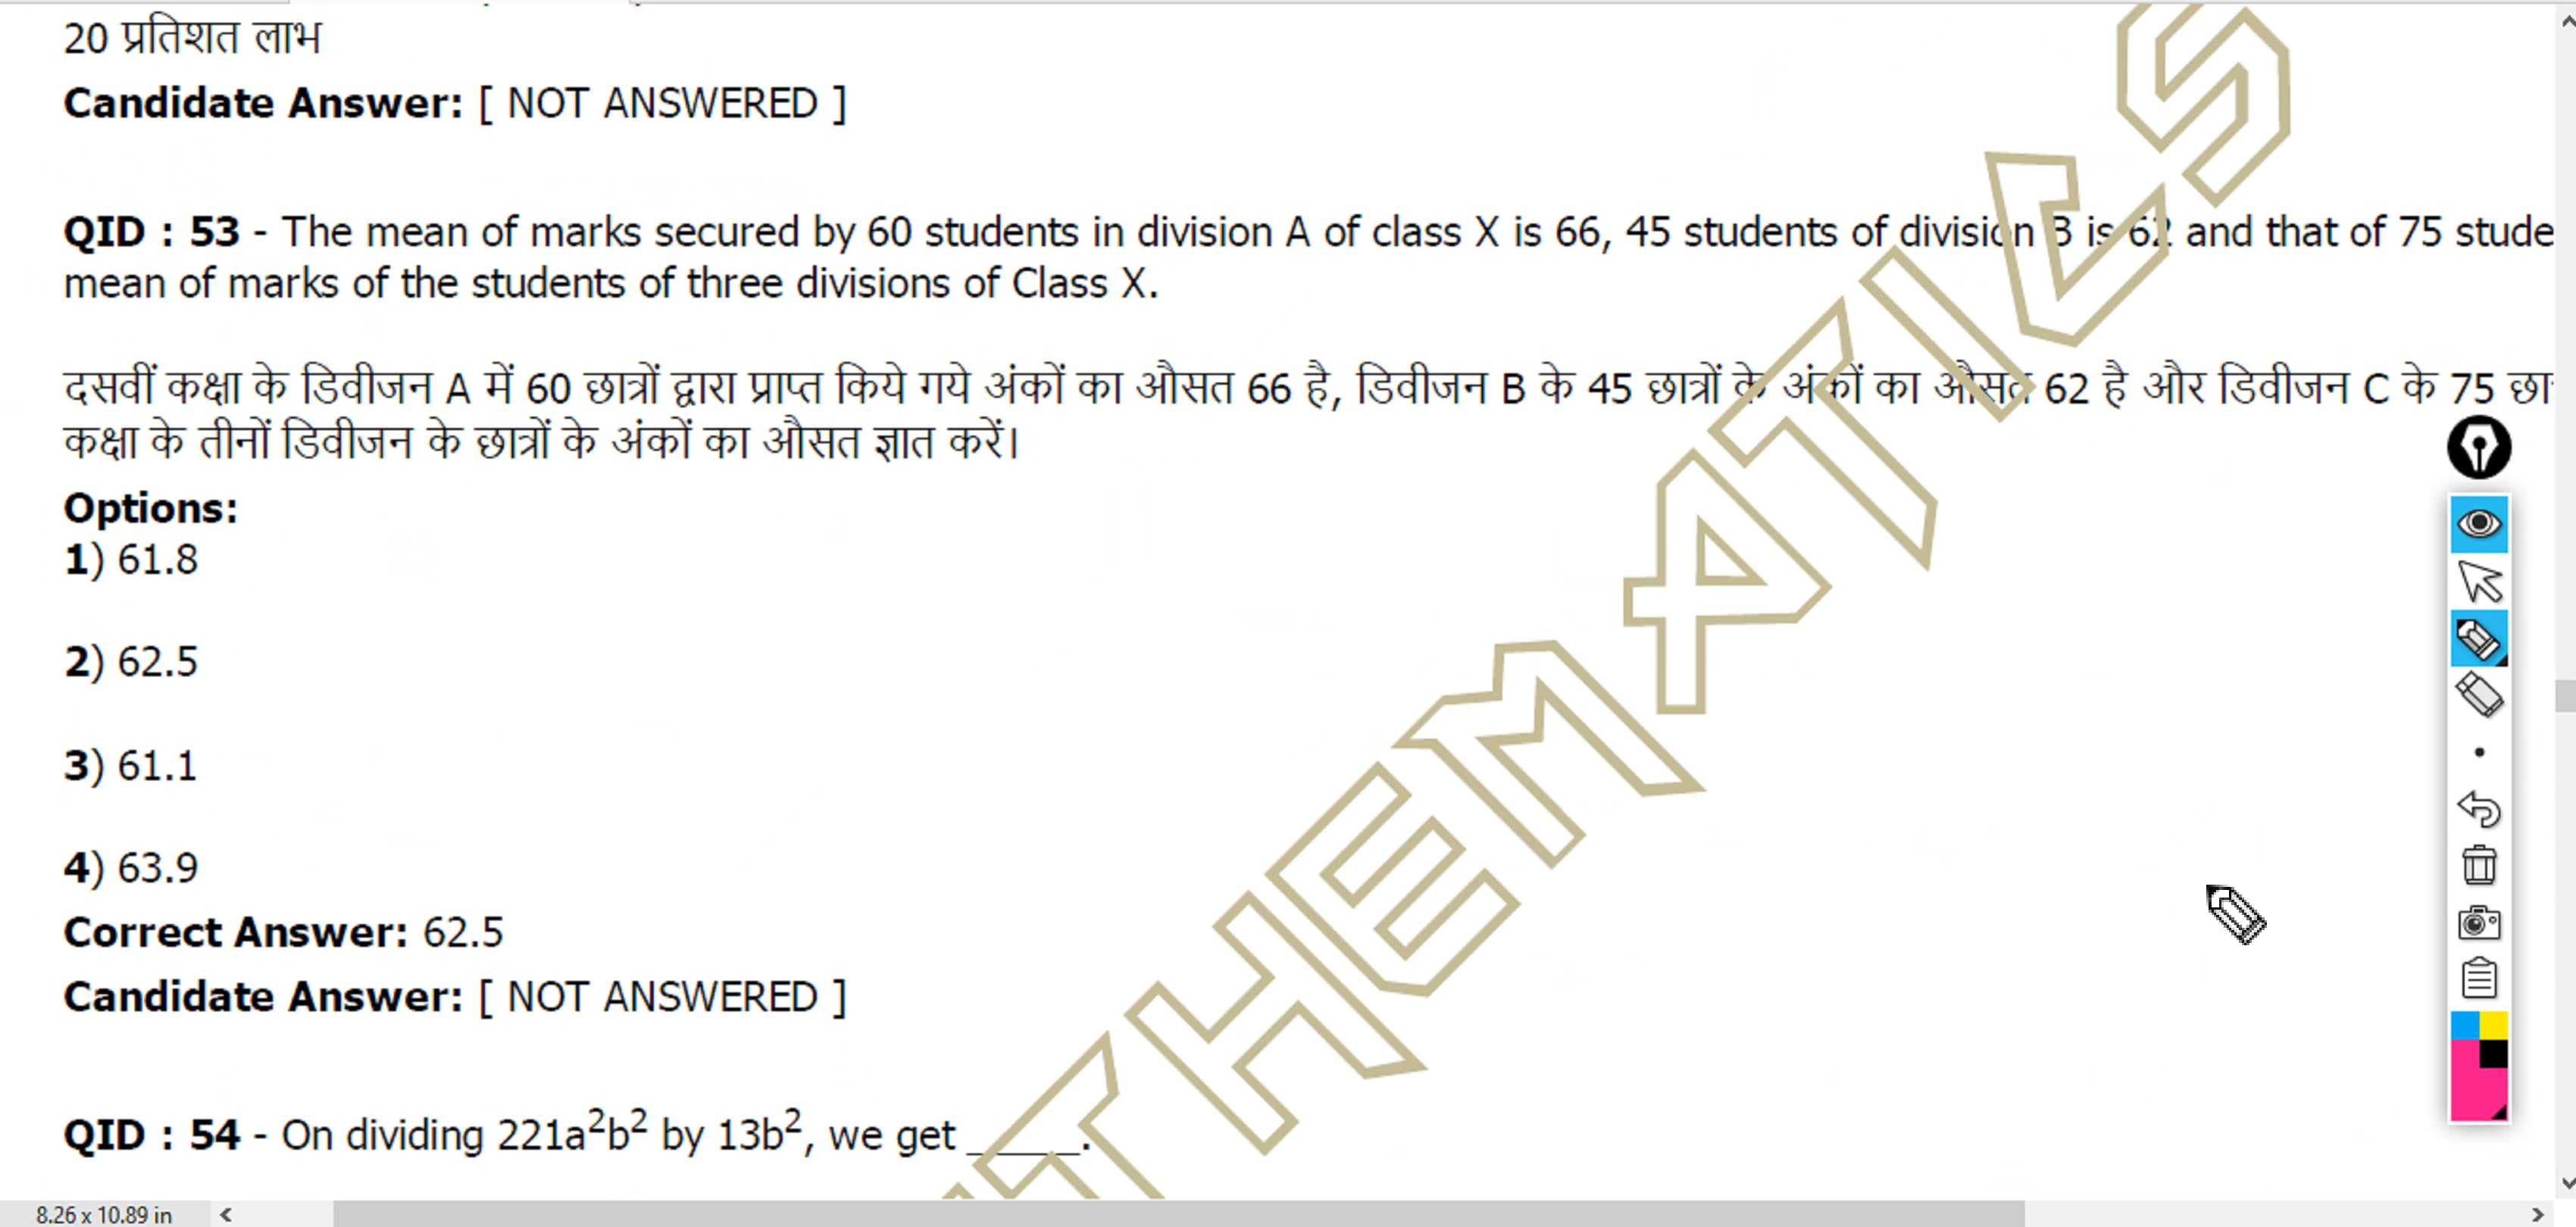 20 प्रतिशत लाभ
Candidate Answer: [ NOT ANSWERED ]
QID : 53 - The mean of marks secured by 60 students in division A of class X is 66, 45 students of division B is 62 and that of 75 stude
mean of marks of the students of three divisions of Class X.
दसवीं कक्षा के डिवीजन A में 60 छात्रों द्वारा प्राप्त किये गये अंकों का औसत 66 है, डिवीजन B के 45 छात्रों के अंकों का औसत 62 है और डिवीजन C के 75 छा
कक्षा के तीनों डिवीजन के छात्रों के अंकों का औसत ज्ञात करें।
Options:
1) 61.8
2) 62.5
3) 61.1
4) 63.9
Correct Answer: 62.5
Candidate Answer: [ NOT ANSWERED ]
QID : 54 - On dividing 221a²b² by 13b², we get ______.
8.26 x 10.89 in
THEMATICS